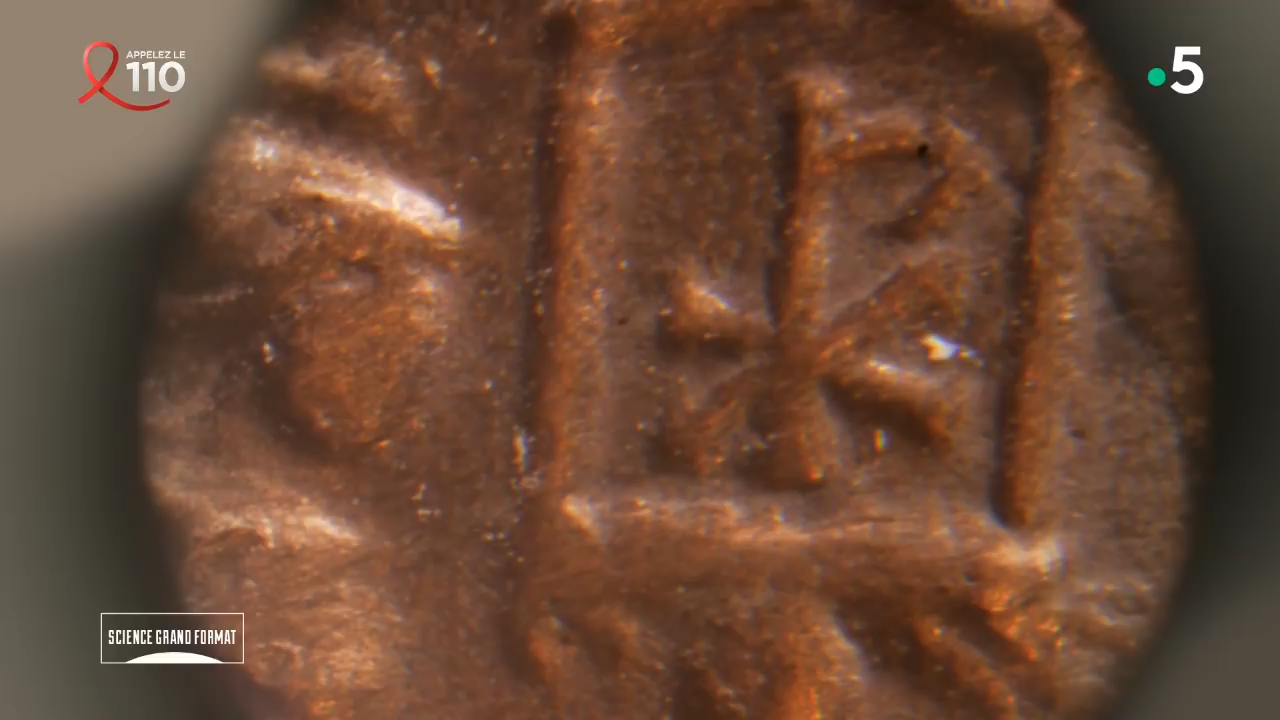 APPELEZ LE
110
5
☧
SCIENCE GRAND FORMAT